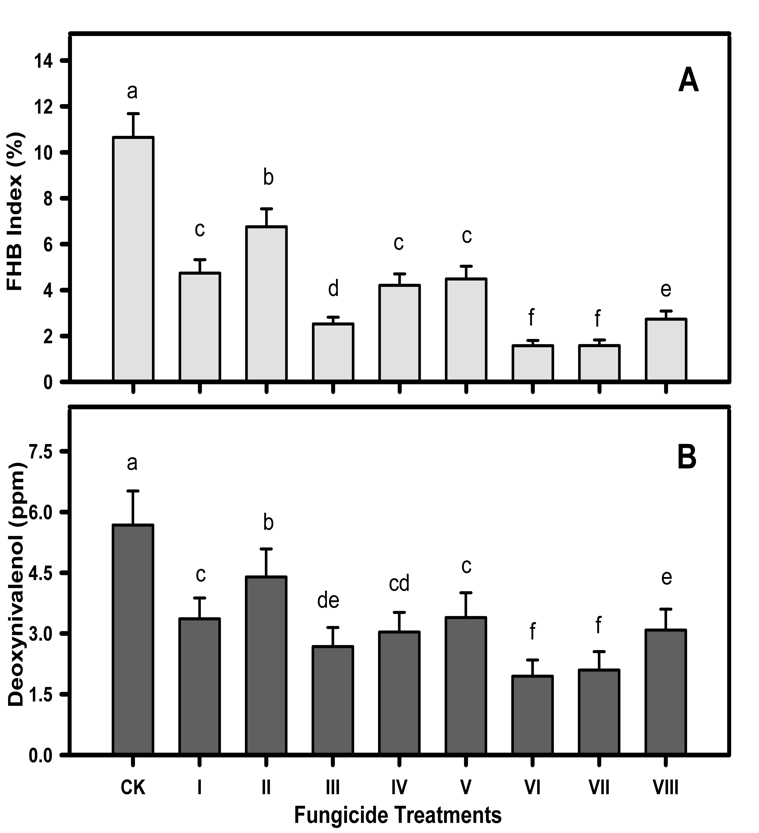 A
FHB Index (%)
14
12
10
8
6
4
2
0
a
c
b
d
c
c
f
f
e
B
Deoxynivalenol (ppm)
7.5
6.0
4.5
3.0
1.5
0.0
a
c
b
de
cd
c
f
f
e
CK I II III IV V VI VII VIII
Fungicide Treatments